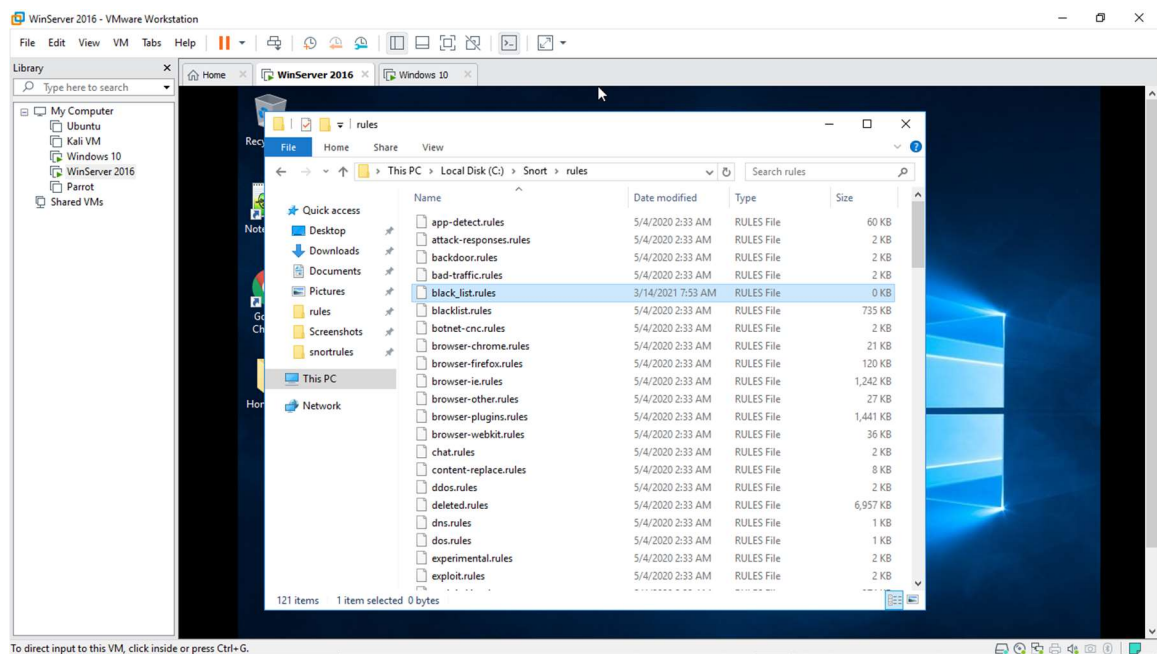 WinServer 2016 - VMware Workstation
File Edit View VM Tabs Help
Library
Type here to search
My Computer
Ubuntu
Kali VM
Windows 10
WinServer 2016
Parrot
Shared VMs
Home WinServer 2016 Windows 10
rules
File Home Share View
This PC Local Disk (C:) Snort rules
Search rules
Quick access
Desktop
Downloads
Documents
Pictures
rules
Screenshots
snortrules
This PC
Network
Name Date modified Type Size
app-detect.rules 5/4/2020 2:33 AM RULES File 60 KB
attack-responses.rules 5/4/2020 2:33 AM RULES File 2 KB
backdoor.rules 5/4/2020 2:33 AM RULES File 2 KB
bad-traffic.rules 5/4/2020 2:33 AM RULES File 2 KB
black_list.rules 3/14/2021 7:53 AM RULES File 0 KB
blacklist.rules 5/4/2020 2:33 AM RULES File 735 KB
botnet-cnc.rules 5/4/2020 2:33 AM RULES File 2 KB
browser-chrome.rules 5/4/2020 2:33 AM RULES File 21 KB
browser-firefox.rules 5/4/2020 2:33 AM RULES File 120 KB
browser-ie.rules 5/4/2020 2:33 AM RULES File 1,242 KB
browser-other.rules 5/4/2020 2:33 AM RULES File 27 KB
browser-plugins.rules 5/4/2020 2:33 AM RULES File 1,441 KB
browser-webkit.rules 5/4/2020 2:33 AM RULES File 36 KB
chat.rules 5/4/2020 2:33 AM RULES File 2 KB
content-replace.rules 5/4/2020 2:33 AM RULES File 8 KB
ddos.rules 5/4/2020 2:33 AM RULES File 2 KB
deleted.rules 5/4/2020 2:33 AM RULES File 6,957 KB
dns.rules 5/4/2020 2:33 AM RULES File 1 KB
dos.rules 5/4/2020 2:33 AM RULES File 1 KB
experimental.rules 5/4/2020 2:33 AM RULES File 2 KB
exploit.rules 5/4/2020 2:33 AM RULES File 2 KB
121 items 1 item selected 0 bytes
Recy
Note
Go
Ch
Hor
To direct input to this VM, click inside or press Ctrl+G.